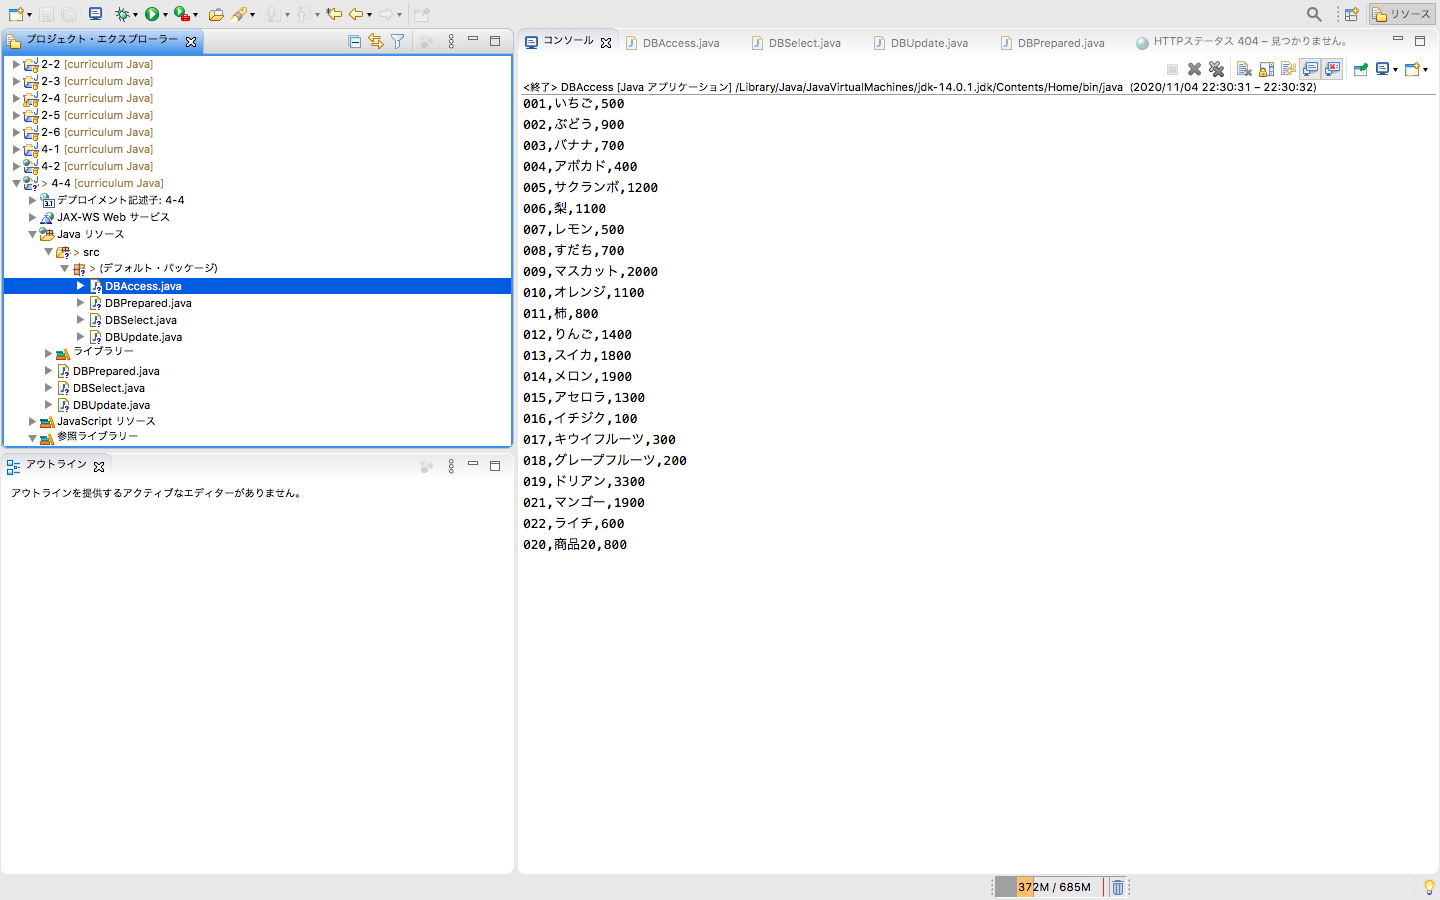 リソース
プロジェクト・エクスプローラー
2-2 [curriculum Java]
2-3 [curriculum Java]
2-4 [curriculum Java]
2-5 [curriculum Java]
2-6 [curriculum Java]
4-1 [curriculum Java]
4-2 [curriculum Java]
> 4-4 [curriculum Java]
デプロイメント記述子: 4-4
JAX-WS Web サービス
Java リソース
> src
> (デフォルト・パッケージ)
DBAccess.java
DBPrepared.java
DBSelect.java
DBUpdate.java
ライブラリー
DBPrepared.java
DBSelect.java
DBUpdate.java
JavaScript リソース
参照ライブラリー
アウトライン
アウトラインを提供するアクティブなエディターがありません。
コンソール DBAccess.java DBSelect.java DBUpdate.java DBPrepared.java HTTPステータス 404 – 見つかりません。
<終了> DBAccess [Java アプリケーション] /Library/Java/JavaVirtualMachines/jdk-14.0.1.jdk/Contents/Home/bin/java (2020/11/04 22:30:31 – 22:30:32)
001,いちご,500
002,ぶどう,900
003,バナナ,700
004,アボカド,400
005,サクランボ,1200
006,梨,1100
007,レモン,500
008,すだち,700
009,マスカット,2000
010,オレンジ,1100
011,柿,800
012,りんご,1400
013,スイカ,1800
014,メロン,1900
015,アセロラ,1300
016,イチジク,100
017,キウイフルーツ,300
018,グレープフルーツ,200
019,ドリアン,3300
021,マンゴー,1900
022,ライチ,600
020,商品20,800
372M / 685M